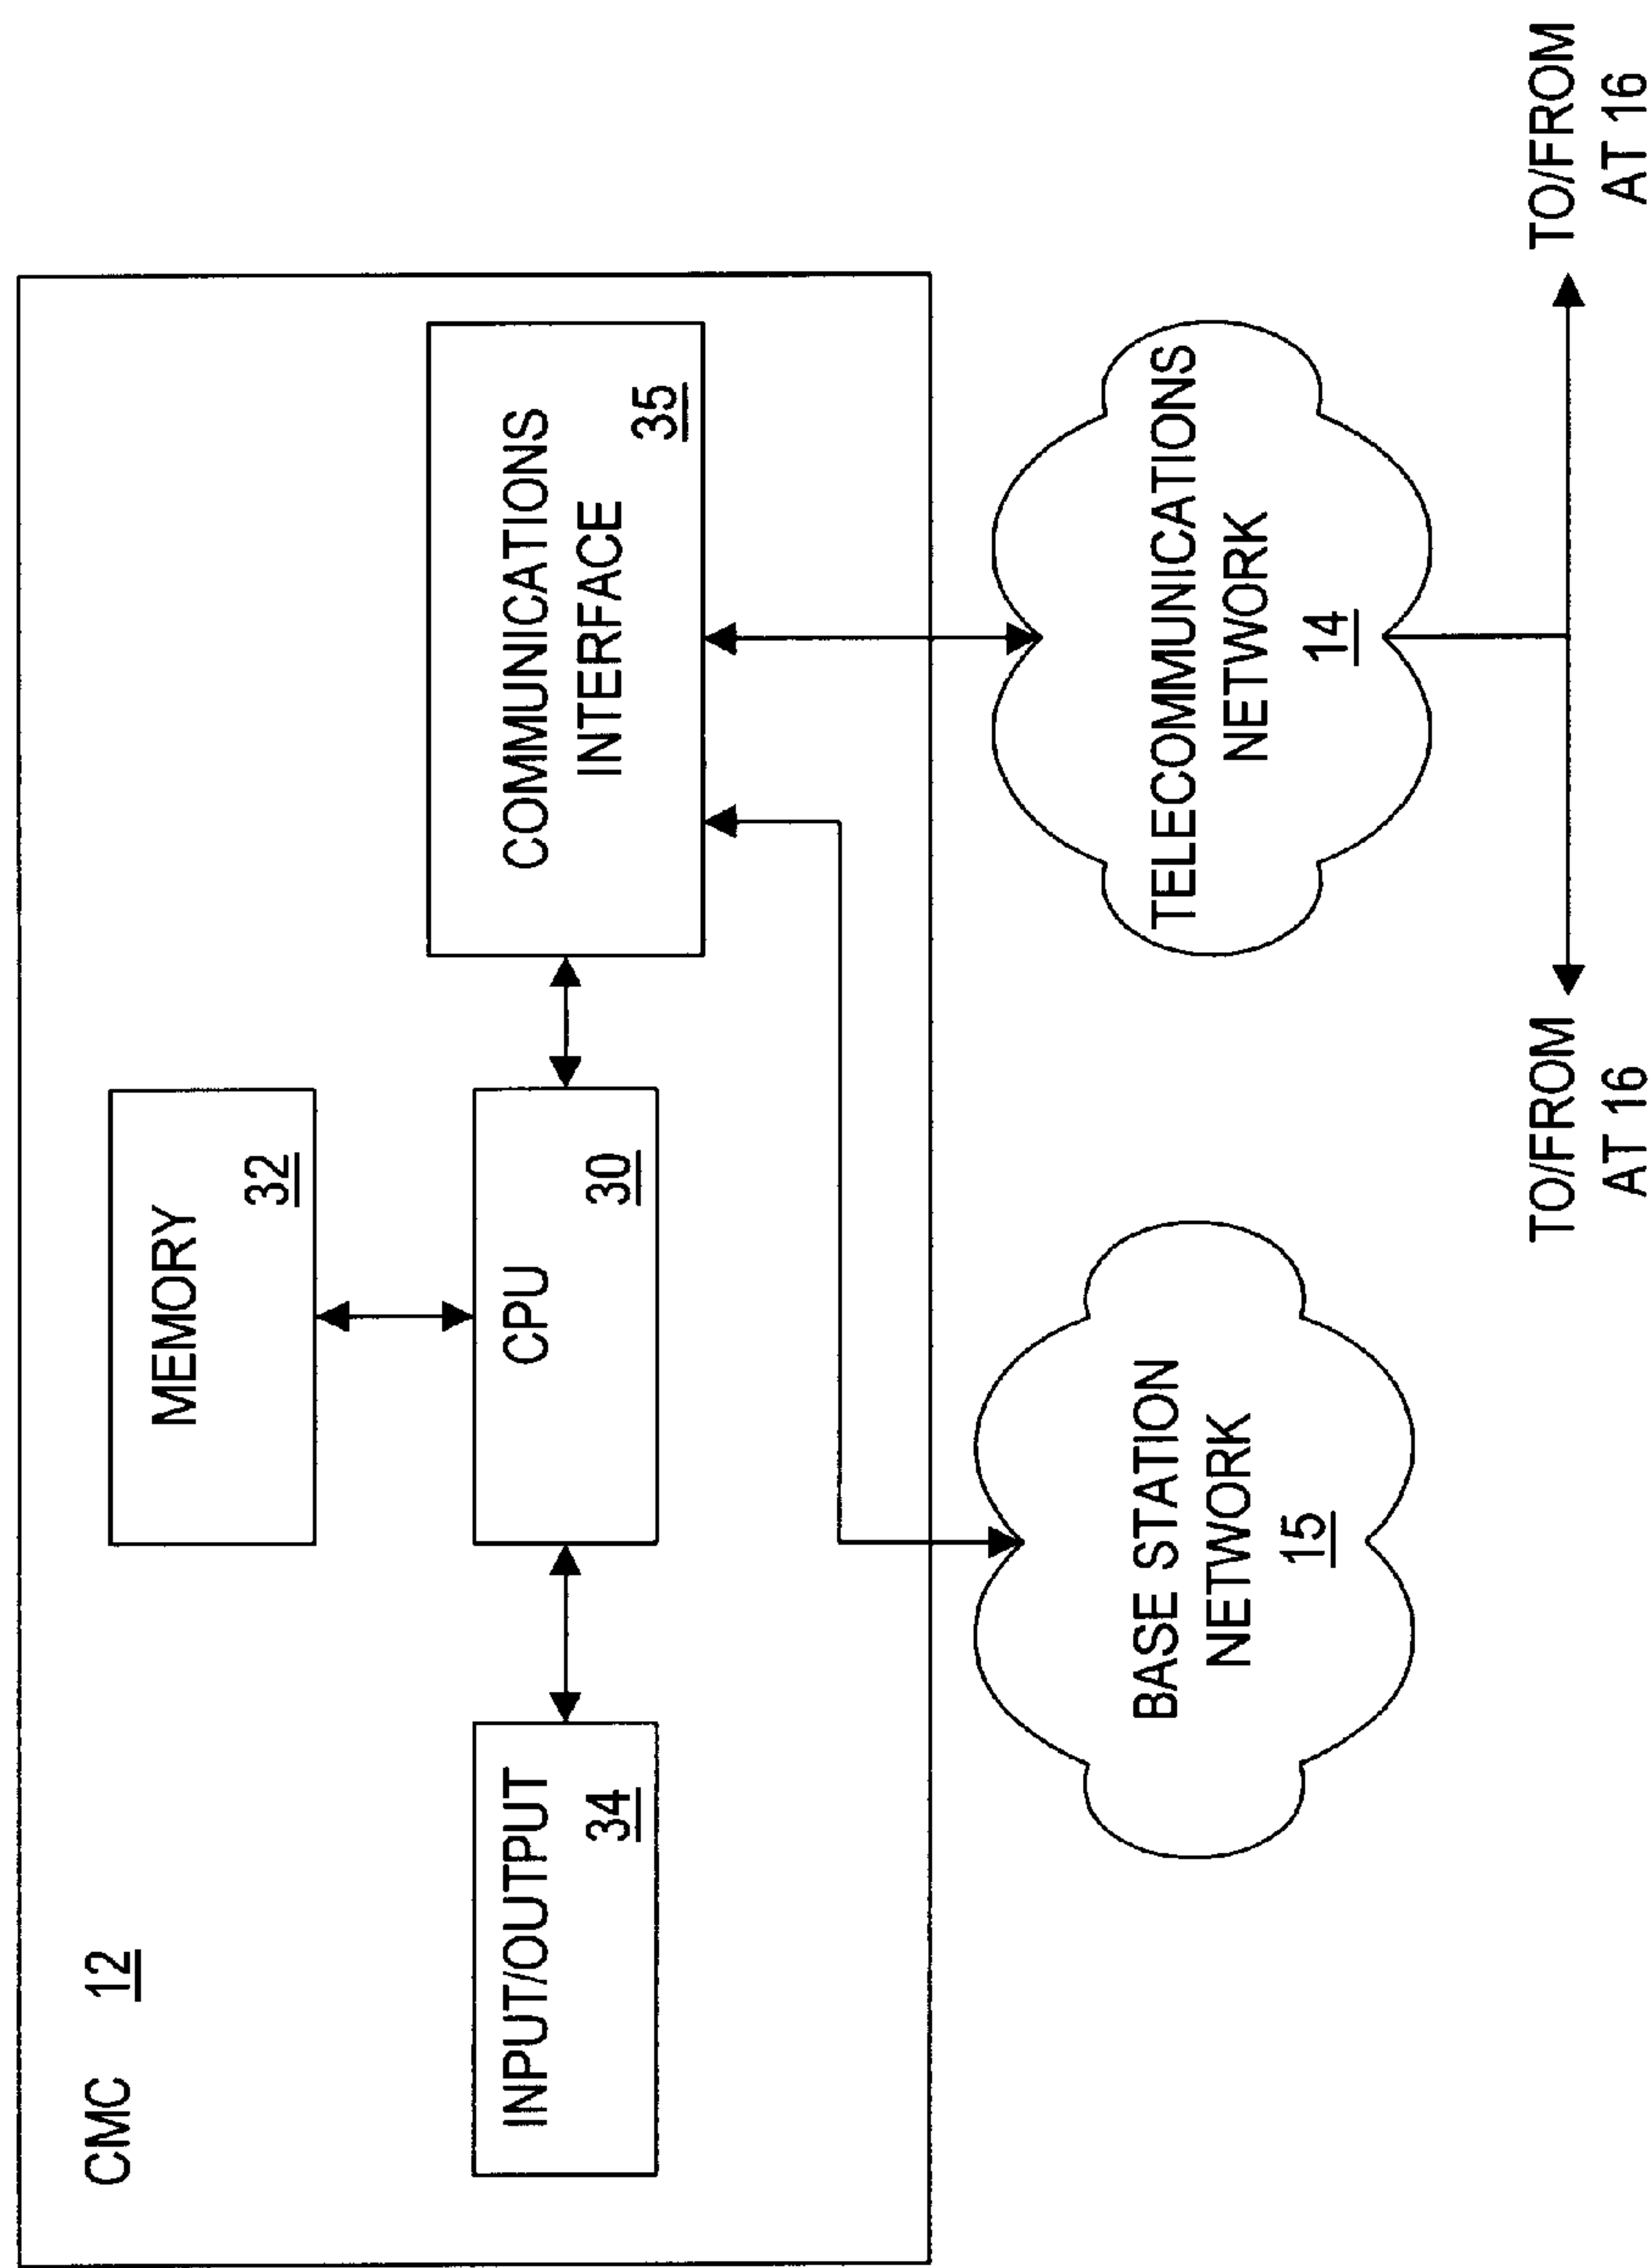 CMC 12
MEMORY
32
INPUT/OUTPUT
34
CPU
30
COMMUNICATIONS
INTERFACE
35
BASE STATION
NETWORK
15
TELECOMMUNICATIONS
NETWORK
14
TO/FROM
AT 16
TO/FROM
AT 16